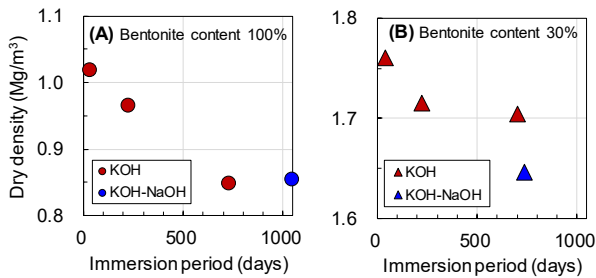 Dry density (Mg/m³)
(A) Bentonite content 100%
1.1
1.0
0.9
0.8
KOH
KOH-NaOH
0
500
1000
Immersion period (days)
(B) Bentonite content 30%
1.8
1.7
1.6
KOH
KOH-NaOH
0
500
1000
Immersion period (days)